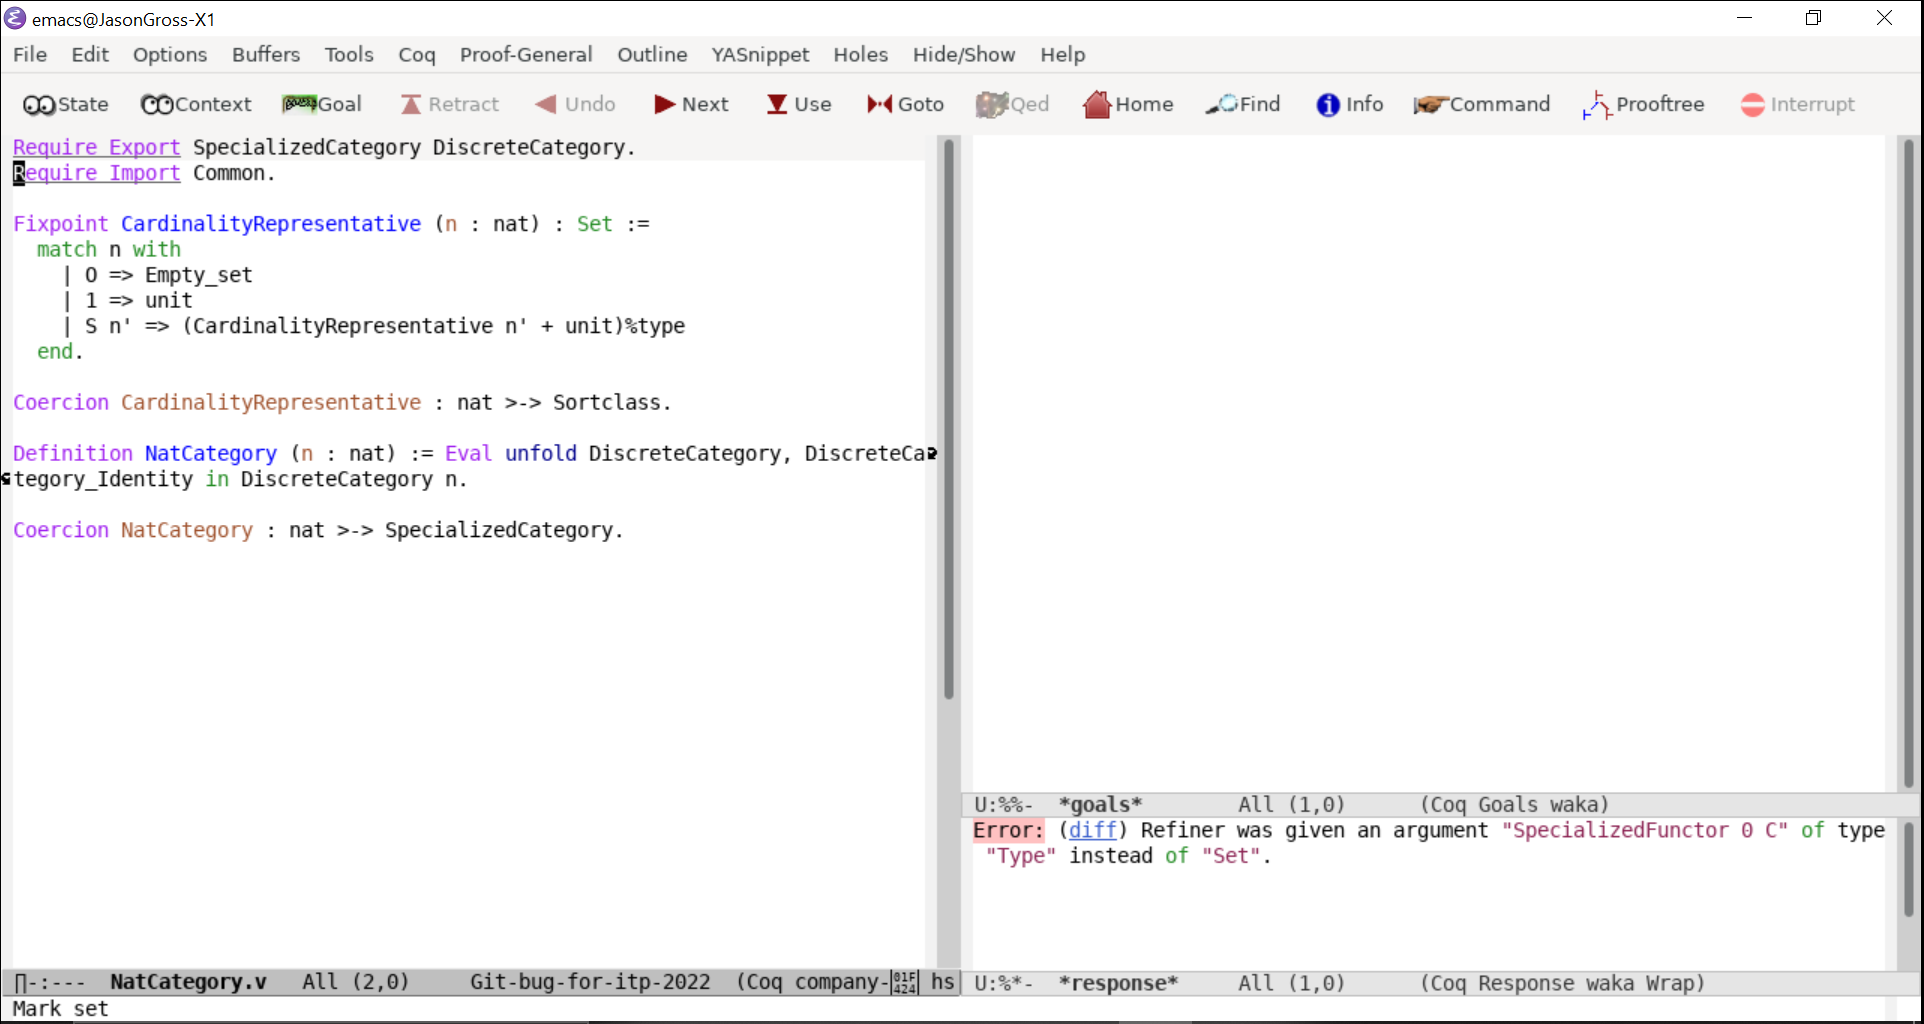 emacs@JasonGross-X1
File Edit Options Buffers Tools Coq Proof-General Outline YASnippet Holes Hide/Show Help
State Context Goal Retract Undo Next Use Goto Qed Home Find Info Command Prooftree Interrupt
Require Export SpecializedCategory DiscreteCategory.
Require Import Common.
Fixpoint CardinalityRepresentative (n : nat) : Set :=
match n with
| O => Empty_set
| 1 => unit
| S n' => (CardinalityRepresentative n' + unit)%type
end.
Coercion CardinalityRepresentative : nat >-> Sortclass.
Definition NatCategory (n : nat) := Eval unfold DiscreteCategory, DiscreteCa
tegory_Identity in DiscreteCategory n.
Coercion NatCategory : nat >-> SpecializedCategory.
U:%%- *goals* All (1,0) (Coq Goals waka)
Error: (diff) Refiner was given an argument "SpecializedFunctor 0 C" of type
"Type" instead of "Set".
∏-:--- NatCategory.v All (2,0) Git-bug-for-itp-2022 (Coq company-01F424 hs
U:%*- *response* All (1,0) (Coq Response waka Wrap)
Mark set